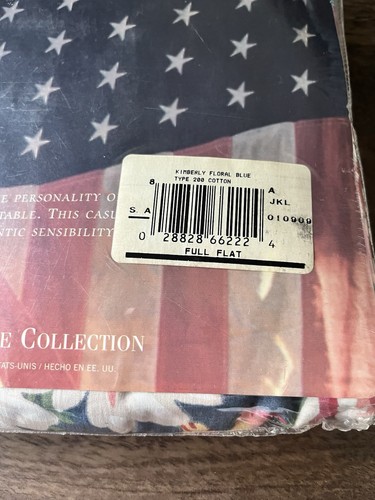 KIMBERLY FLORAL BLUE
TYPE 200 COTTON
8 A
S A JKL
010909
0 28828 66222 4
FULL FLAT
PERSONALITY O
TABLE. THIS CASU
NTIC SENSIBILITY
COLLECTION
ATS-UNIS / HECHO EN EE. UU.